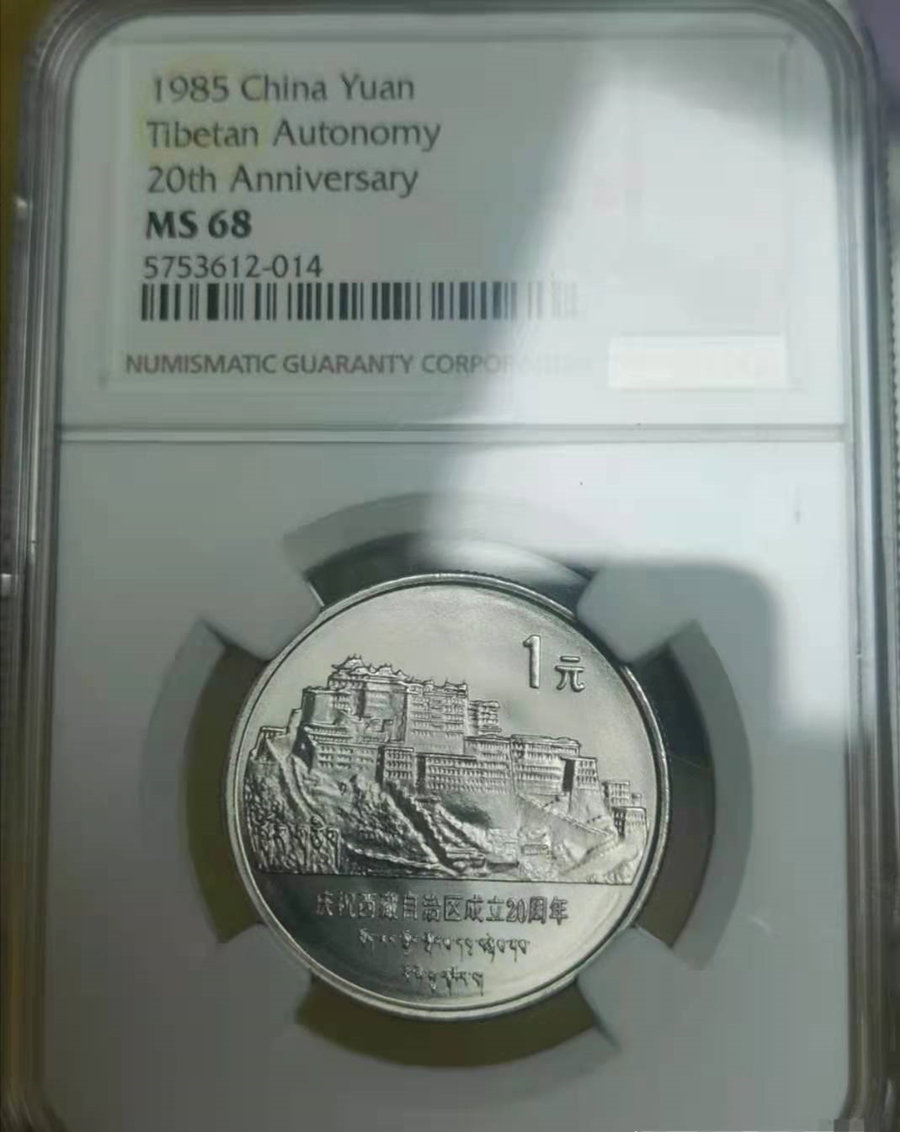 1985 China Yuan
Tibetan Autonomy
20th Anniversary
MS 68
5753612-014
NUMISMATIC GUARANTY
1元
庆祝西藏自治区成立20周年